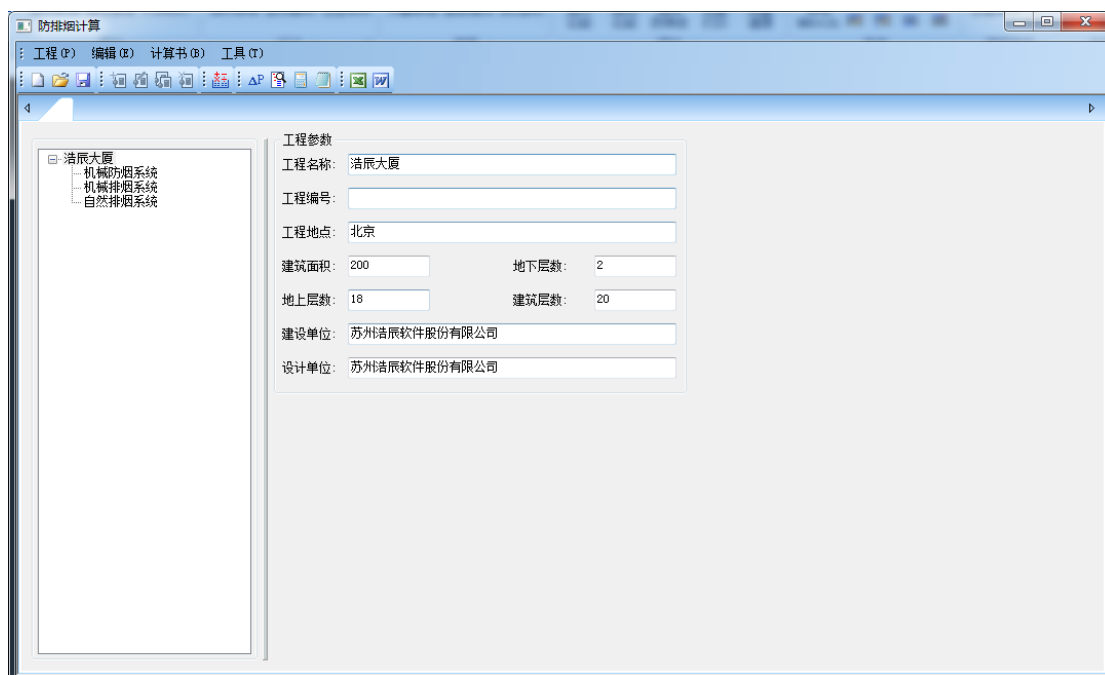 防排烟计算
工程(P) 编辑(E) 计算书(B) 工具(T)
ΔP
浩辰大厦
机械防烟系统
机械排烟系统
自然排烟系统
工程参数
工程名称: 浩辰大厦
工程编号:
工程地点: 北京
建筑面积: 200 地下层数: 2
地上层数: 18 建筑层数: 20
建设单位: 苏州浩辰软件股份有限公司
设计单位: 苏州浩辰软件股份有限公司